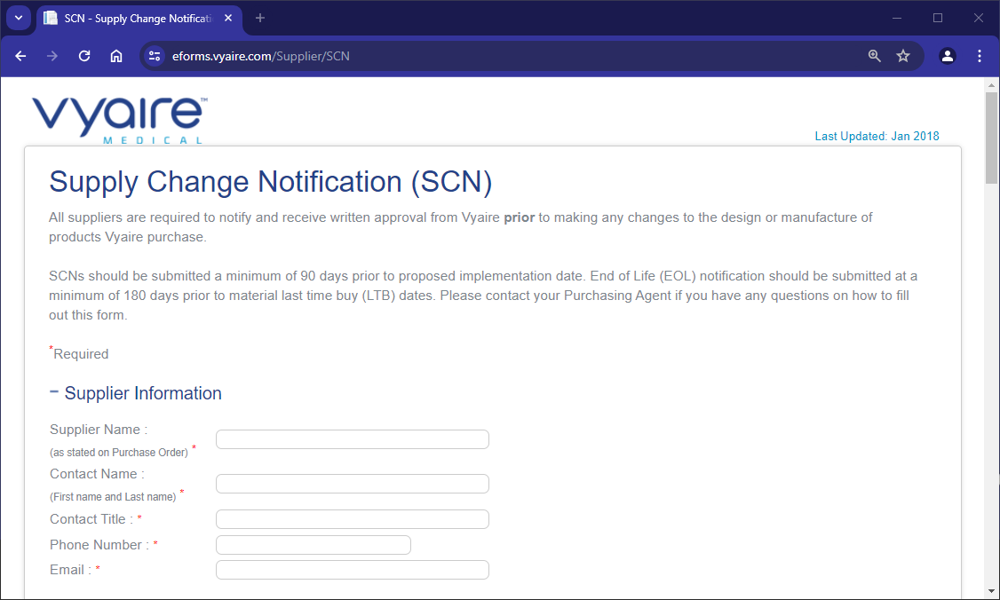 SCN - Supply Change Notificati
eforms.vyaire.com/Supplier/SCN
vyaire™
MEDICAL
Last Updated: Jan 2018
Supply Change Notification (SCN)
All suppliers are required to notify and receive written approval from Vyaire prior to making any changes to the design or manufacture of
products Vyaire purchase.
SCNs should be submitted a minimum of 90 days prior to proposed implementation date. End of Life (EOL) notification should be submitted at a
minimum of 180 days prior to material last time buy (LTB) dates. Please contact your Purchasing Agent if you have any questions on how to fill
out this form.
*Required
− Supplier Information
Supplier Name :
(as stated on Purchase Order) *
Contact Name :
(First name and Last name) *
Contact Title : *
Phone Number : *
Email : *